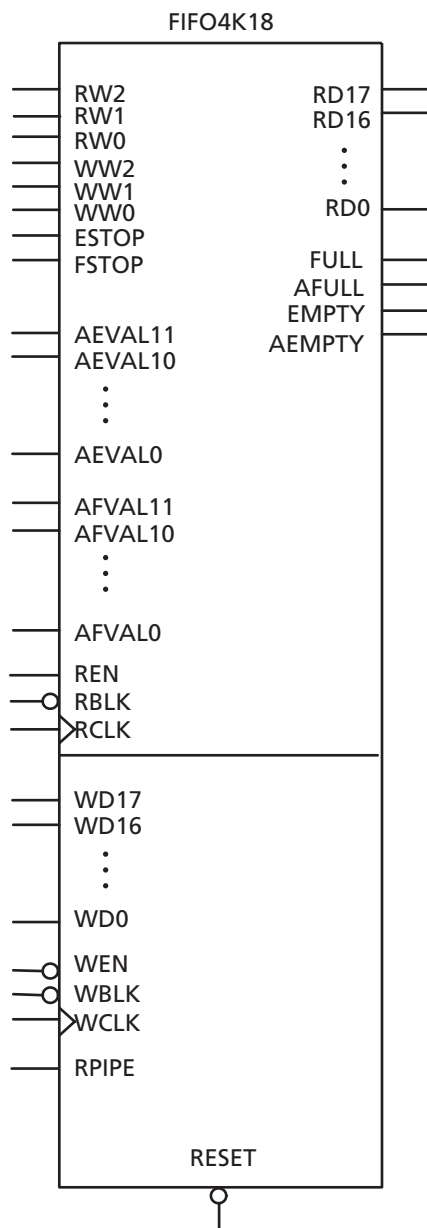 FIFO4K18
RW2
RD17
RW1
RD16
RW0
WW2
WW1
WW0
RD0
ESTOP
FSTOP
FULL
AFULL
EMPTY
AEVAL11
AEMPTY
AEVAL10
AEVAL0
AFVAL11
AFVAL10
AFVAL0
REN
RBLK
RCLK
WD17
WD16
WD0
WEN
WBLK
WCLK
RPIPE
RESET